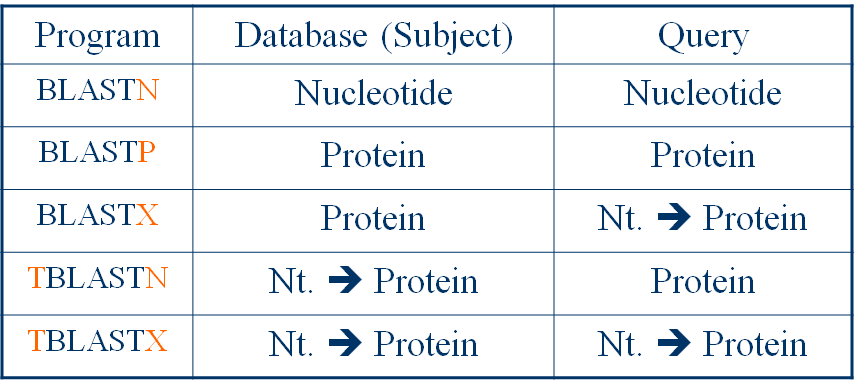 Program Database (Subject) Query
BLASTN Nucleotide Nucleotide
BLASTP Protein Protein
BLASTX Protein Nt. ➔ Protein
TBLASTN Nt. ➔ Protein Protein
TBLASTX Nt. ➔ Protein Nt. ➔ Protein